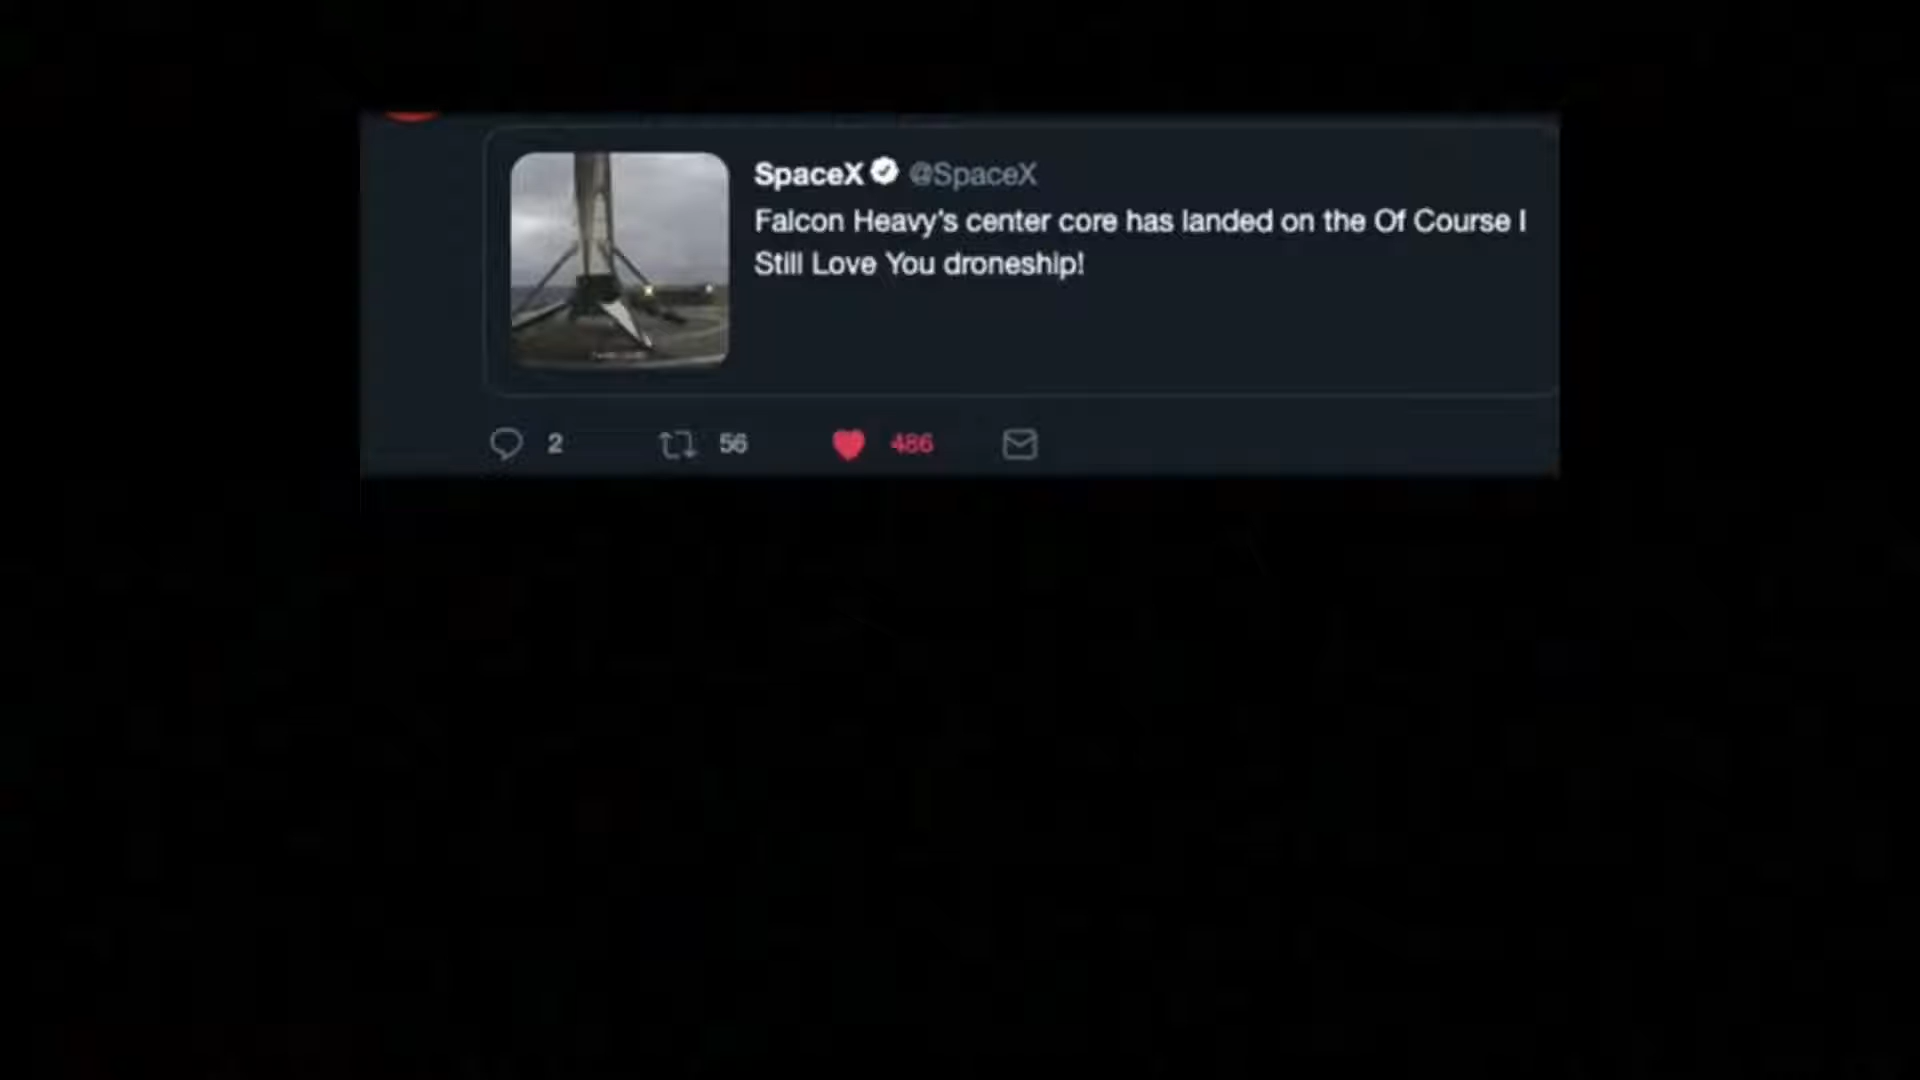 SpaceX @SpaceX
Falcon Heavy's center core has landed on the Of Course I
Still Love You droneship!
2 56 486